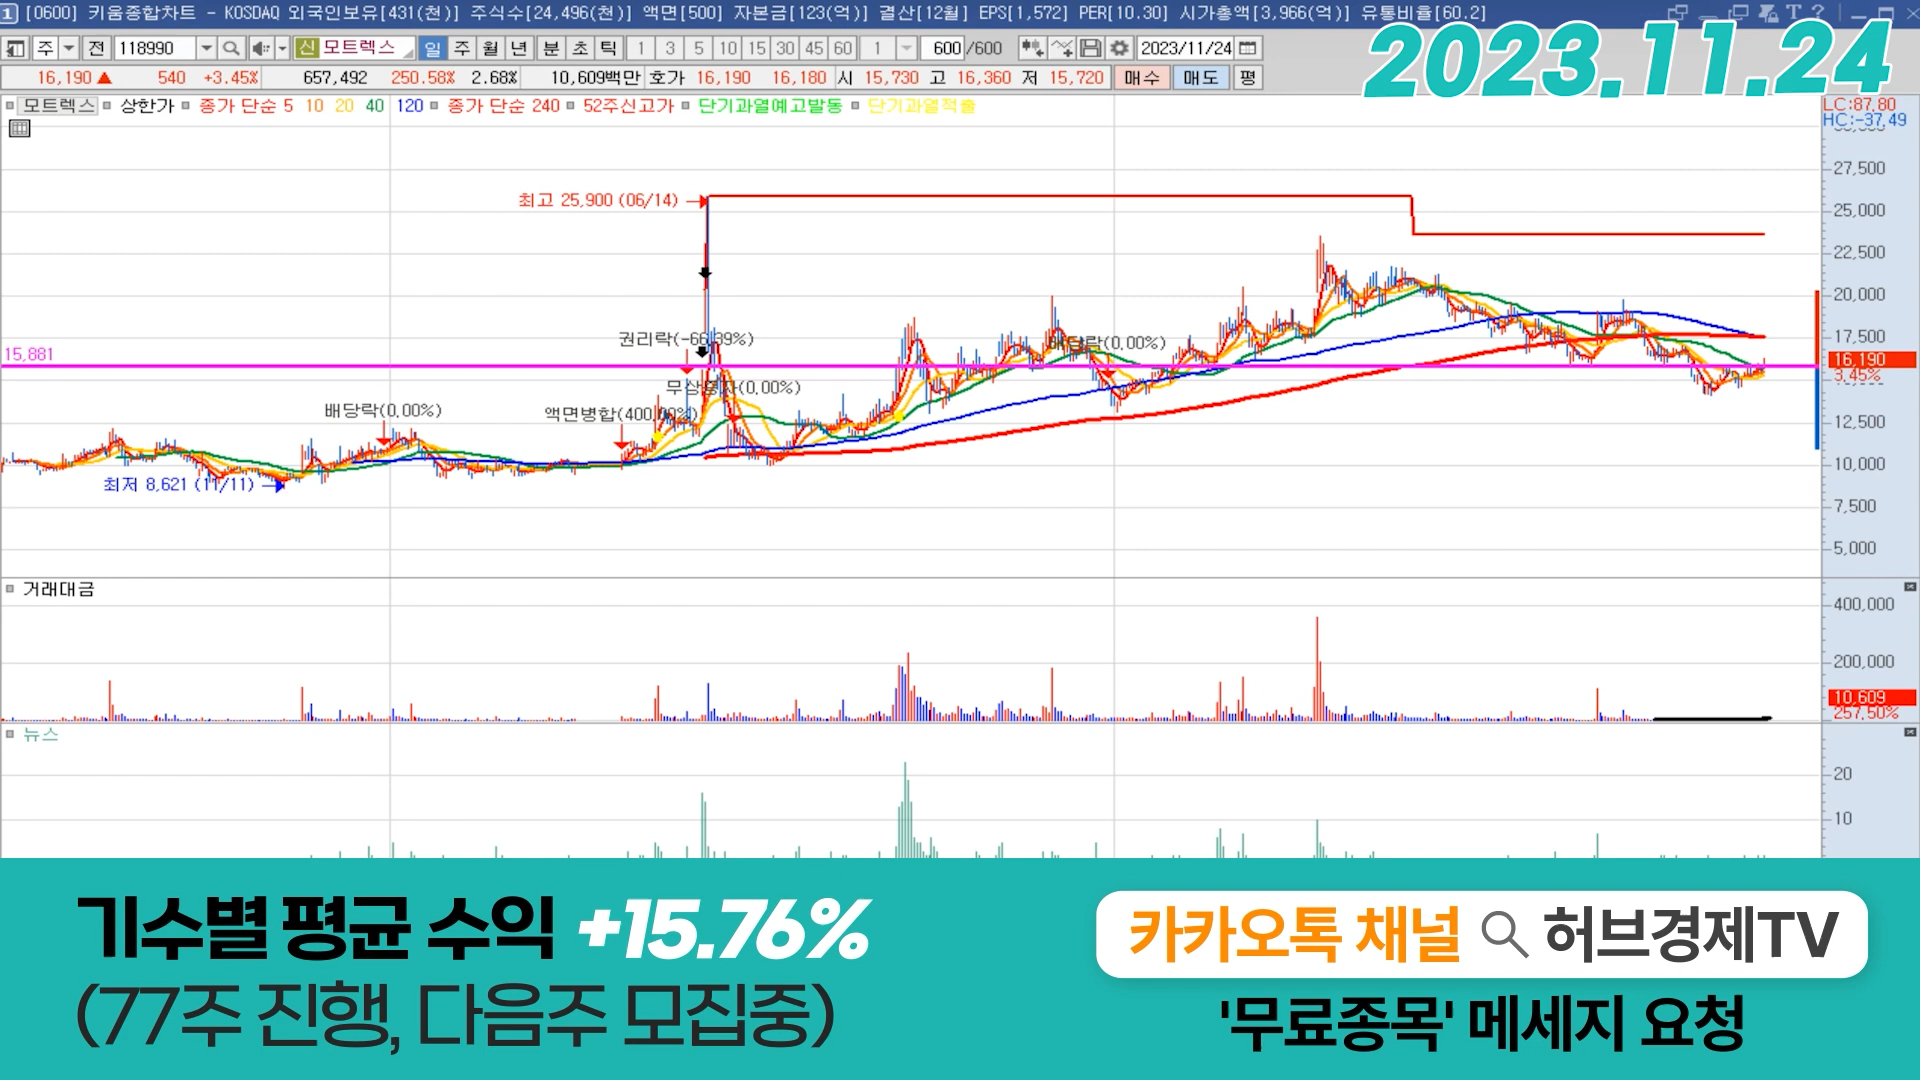 1 [0600] 키움종합차트 - KOSDAQ 외국인보유[431(천)] 주식수[24,496(천)] 액면[500] 자본금[123(억)] 결산[12월] EPS[1,572] PER[10.30] 시가총액[3,966(억)] 유통비율[60.2]
2023.11.24
주 전 118990 신 모트렉스 일 주 월 년 분 초 틱 1 3 5 10 15 30 45 60 1 600 /600 2023/11/24
16,190 ▲ 540 +3.45% 657,492 250.58% 2.68% 10,609백만 호가 16,190 16,180 시 15,730 고 16,360 저 15,720 매수 매도 평
모트렉스 상한가 종가 단순 5 10 20 40 120 종가 단순 240 52주신고가 단기과열예고발동 단기과열적출
LC:87,80
HC:-37,49
27,500
최고 25,900 (06/14)
25,000
22,500
20,000
권리락(-66,39%)
배당락(0,00%)
17,500
15,881
16,190
3,45%
무상증자(0,00%)
배당락(0,00%)
액면병합(400,00%)
12,500
10,000
최저 8,621 (11/11)
7,500
5,000
거래대금
400,000
200,000
10,609
257,50%
뉴스
20
10
기수별 평균 수익 +15.76%
(77주 진행, 다음주 모집중)
카카오톡 채널 허브경제TV
'무료종목' 메세지 요청